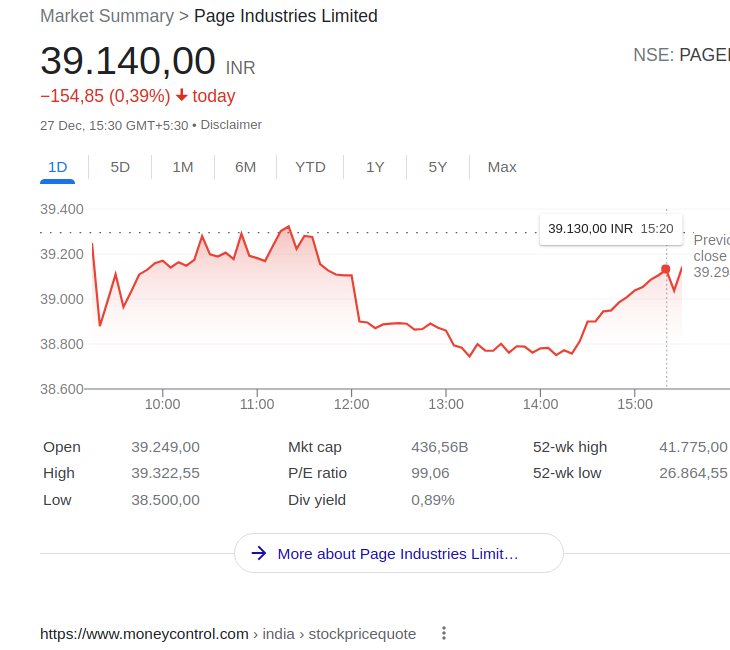 Market Summary > Page Industries Limited
39.140,00 INR
NSE: PAGEI
−154,85 (0,39%) today
27 Dec, 15:30 GMT+5:30 • Disclaimer
1D 5D 1M 6M YTD 1Y 5Y Max
39.400
39.200
39.000
38.800
38.600
39.130,00 INR 15:20
close
39.29
10:00 11:00 12:00 13:00 14:00 15:00
Open 39.249,00 Mkt cap 436,56B 52-wk high 41.775,00
High 39.322,55 P/E ratio 99,06 52-wk low 26.864,55
Low 38.500,00 Div yield 0,89%
More about Page Industries Limit…
https://www.moneycontrol.com › india › stockpricequote